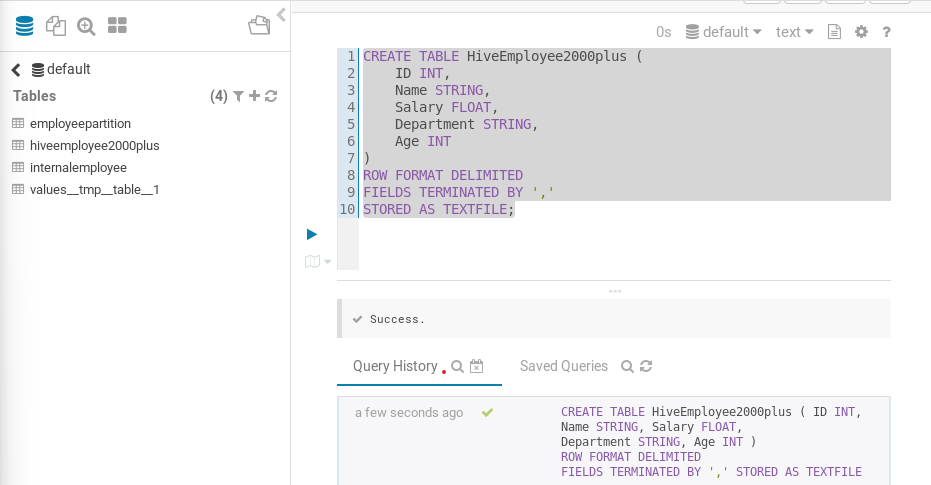 0s default text ?
default
Tables (4)
employeepartition
hiveemployee2000plus
internalemployee
values__tmp__table__1
1 CREATE TABLE HiveEmployee2000plus (
2 ID INT,
3 Name STRING,
4 Salary FLOAT,
5 Department STRING,
6 Age INT
7 )
8 ROW FORMAT DELIMITED
9 FIELDS TERMINATED BY ','
10 STORED AS TEXTFILE;
Success.
Query History Saved Queries
a few seconds ago CREATE TABLE HiveEmployee2000plus ( ID INT,
Name STRING, Salary FLOAT,
Department STRING, Age INT )
ROW FORMAT DELIMITED
FIELDS TERMINATED BY ',' STORED AS TEXTFILE